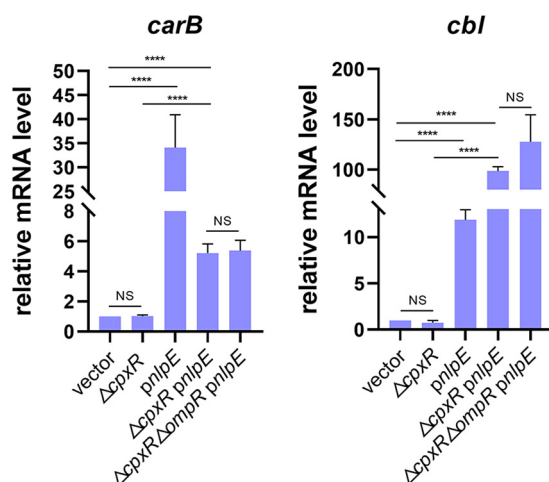 carB
relative mRNA level
50
45
40
35
30
25
8
6
4
2
0
****
****
****
NS
NS
vector
ΔcpxR
pnlpE
ΔcpxR pnlpE
ΔcpxRΔompR pnlpE
cbl
relative mRNA level
200
150
100
10
5
0
NS
****
****
****
NS
vector
ΔcpxR
pnlpE
ΔcpxR pnlpE
ΔcpxRΔompR pnlpE